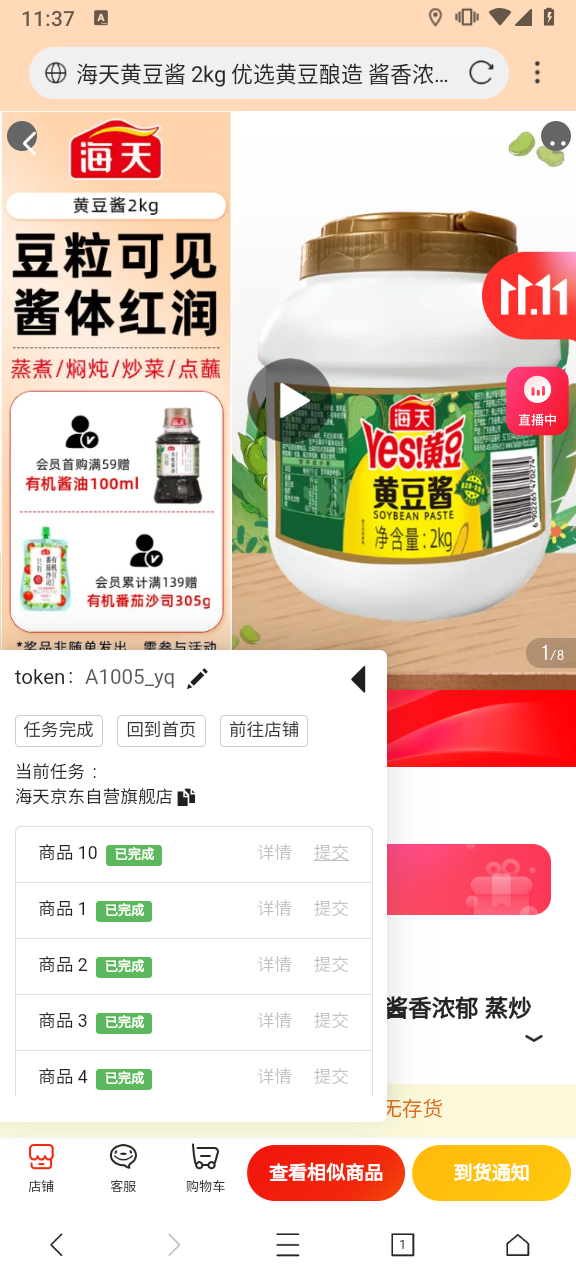 11:37
海天黄豆酱 2kg 优选黄豆酿造 酱香浓...
海天
黄豆酱2kg
豆粒可见
酱体红润
蒸煮/焖炖/炒菜/点蘸
会员首购满59赠
有机酱油100ml
会员累计满139赠
有机番茄沙司305g
*奖品非随单发出，需参与活动
海天
Yes!黄豆
黄豆酱
SOYBEAN PASTE
净含量:2kg
11.11
直播中
1/8
token： A1005_yq
任务完成
回到首页
前往店铺
当前任务 :
海天京东自营旗舰店
商品 10 已完成 详情 提交
商品 1 已完成 详情 提交
商品 2 已完成 详情 提交
商品 3 已完成 详情 提交
商品 4 已完成 详情 提交
酱香浓郁 蒸炒
无存货
店铺
客服
购物车
查看相似商品
到货通知
1